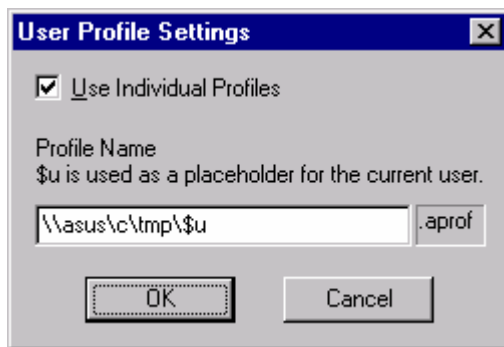 User Profile Settings
Use Individual Profiles
Profile Name
$u is used as a placeholder for the current user.
\\asus\c\tmp\$u .aprof
OK Cancel